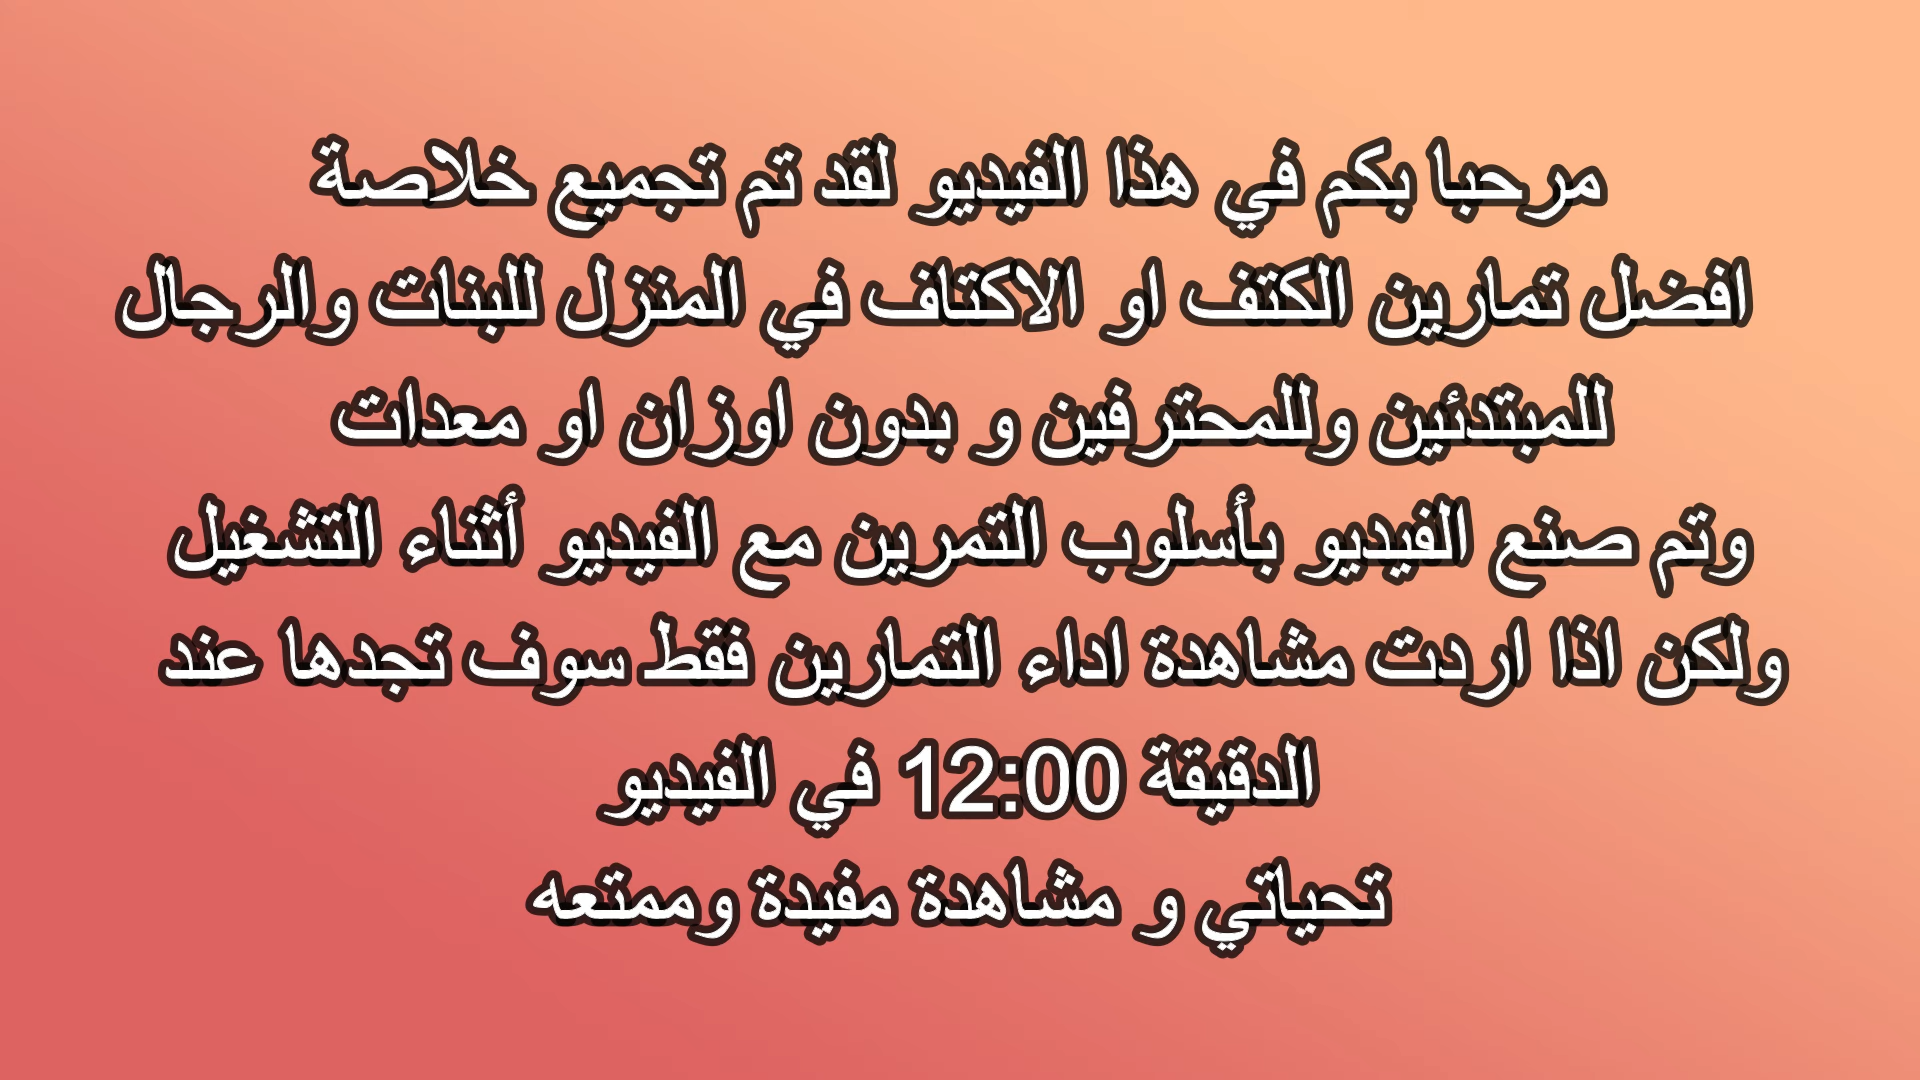 مرحبا بكم في هذا الفيديو لقد تم تجميع خلاصة
افضل تمارين الكتف او الاكتاف في المنزل للبنات والرجال
للمبتدئين وللمحترفين و بدون اوزان او معدات
وتم صنع الفيديو بأسلوب التمرين مع الفيديو أثناء التشغيل
ولكن اذا اردت مشاهدة اداء التمارين فقط سوف تجدها عند
الدقيقة 12:00 في الفيديو
تحياتي و مشاهدة مفيدة وممتعه